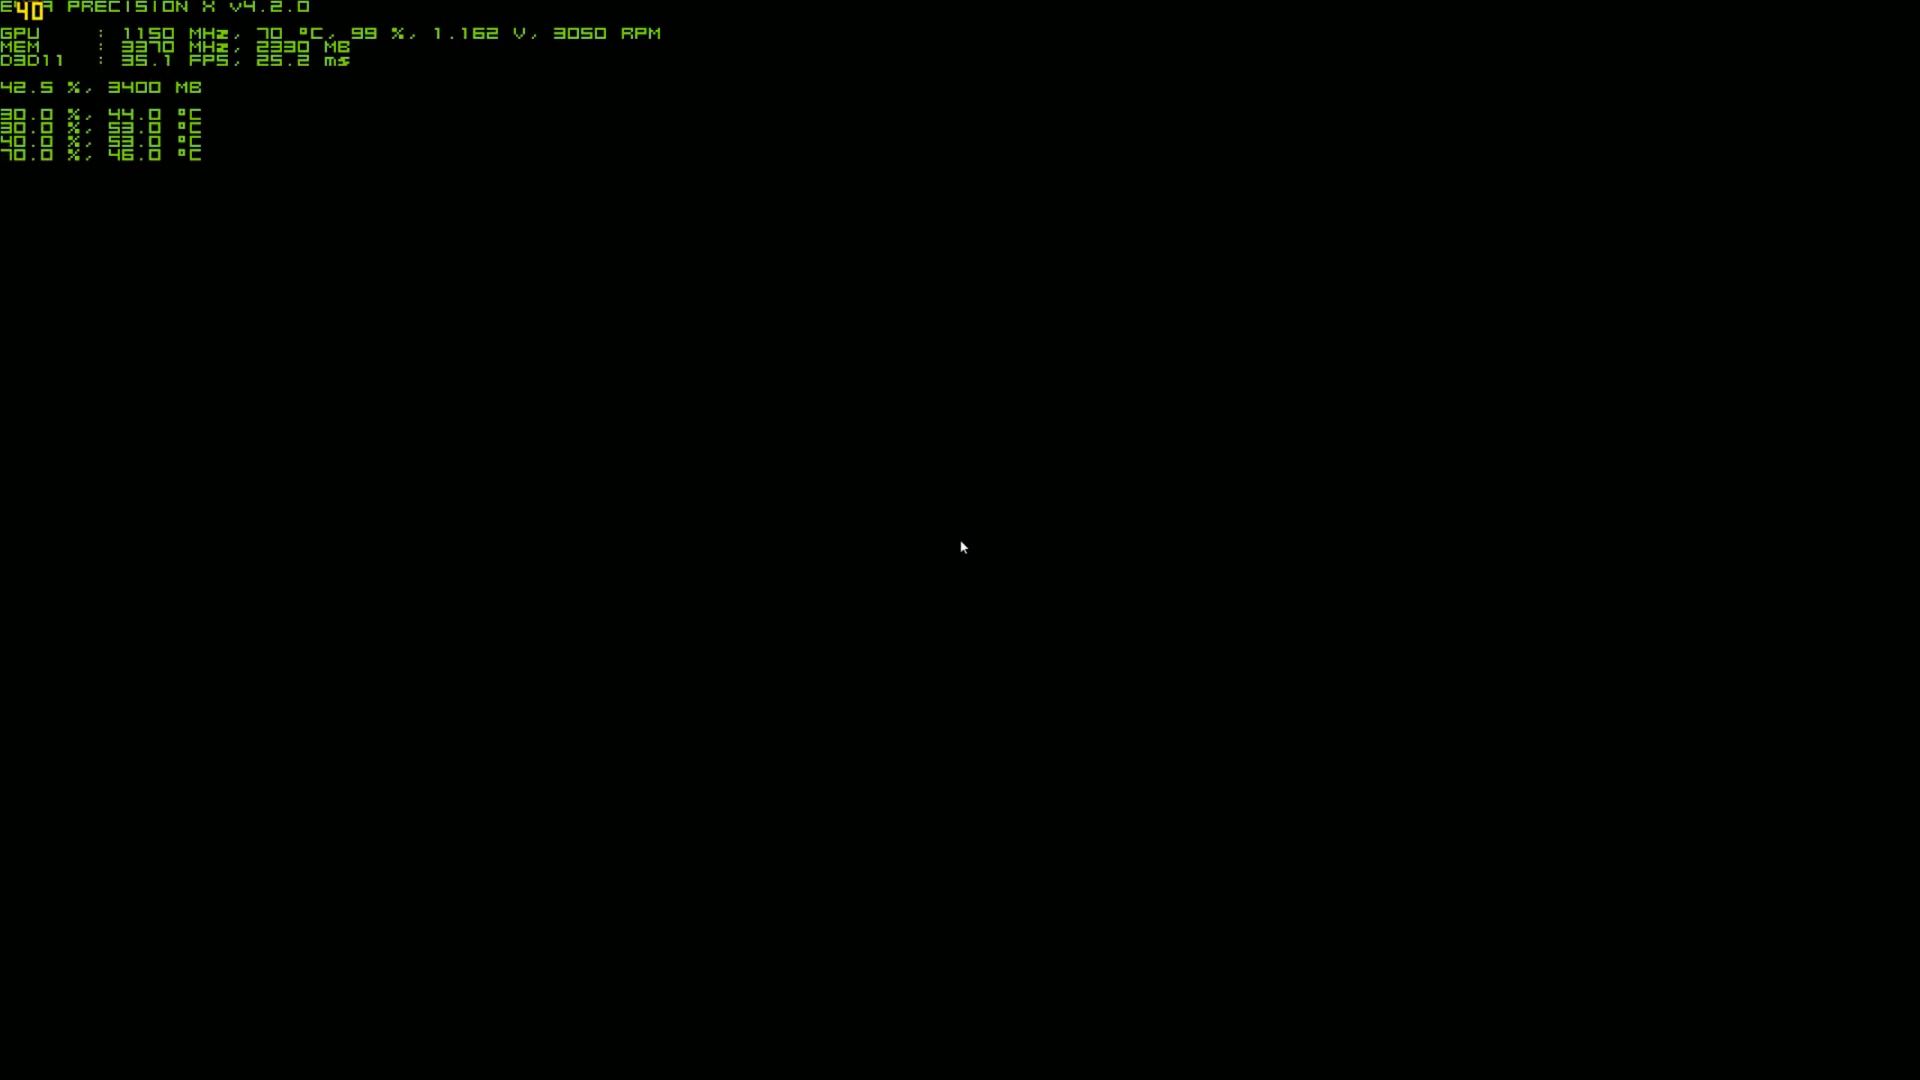 40
PRECISION X v4.2.0
GPU : 1150 MHz, 70 °C, 99 %, 1.162 V, 3050 RPM
MEM : 3370 MHz, 2330 MB
D3D11 : 35.1 FPS, 25.2 ms
42.5 %, 3400 MB
30.0 %, 44.0 °C
30.0 %, 53.0 °C
40.0 %, 53.0 °C
70.0 %, 46.0 °C